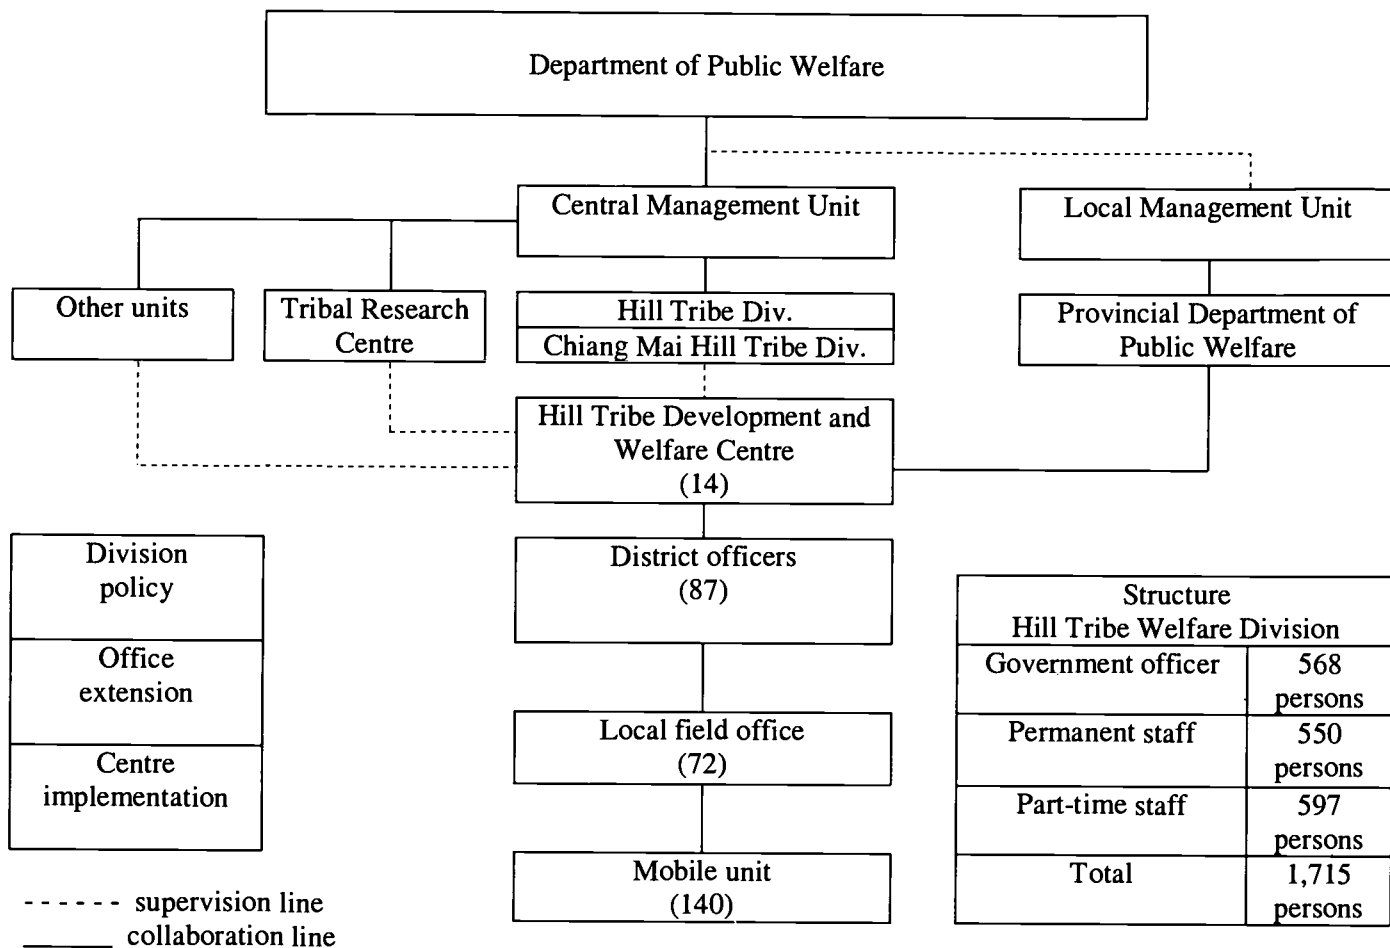 Department of Public Welfare
Central Management Unit
Local Management Unit
Other units
Tribal Research
Centre
Hill Tribe Div.
Chiang Mai Hill Tribe Div.
Provincial Department of
Public Welfare
Hill Tribe Development and
Welfare Centre
(14)
District officers
(87)
Local field office
(72)
Mobile unit
(140)
Division
policy
Office
extension
Centre
implementation
Structure
Hill Tribe Welfare Division
Government officer 568
persons
Permanent staff 550
persons
Part-time staff 597
persons
Total 1,715
persons
- - - - - - supervision line
______ collaboration line